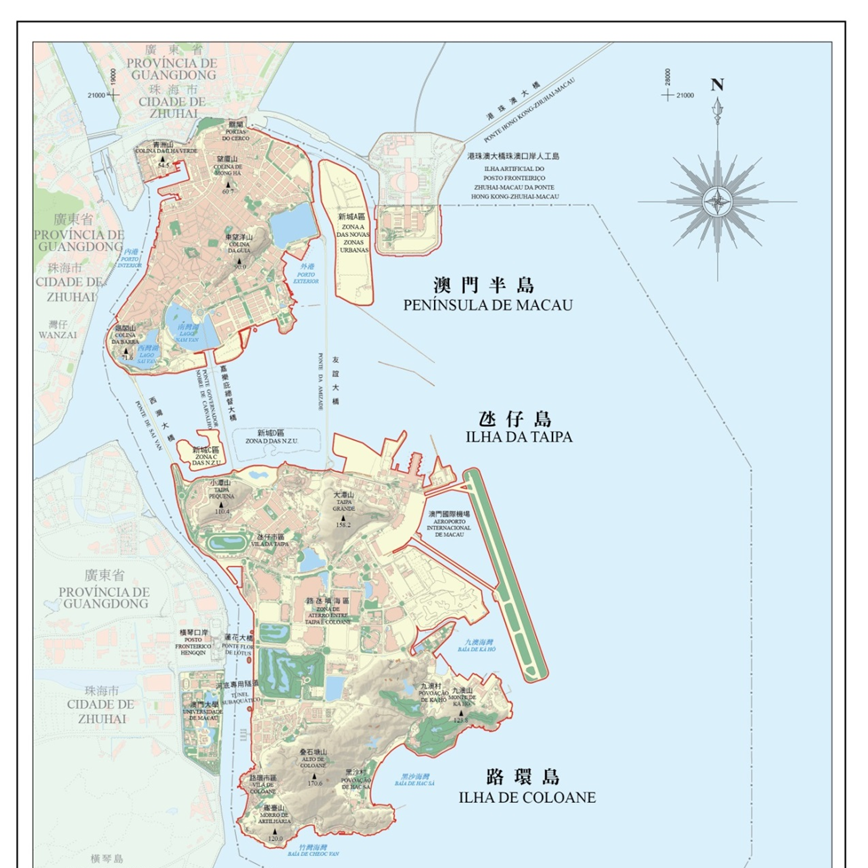 廣東省
PROVÍNCIA DE
GUANGDONG
珠海市
CIDADE DE
ZHUHAI
19000
21000
28000
21000
N
港珠澳大橋
PONTE HONG KONG-ZHUHAI-MACAU
關閘
PORTAS
DO CERCO
青洲山
COLINA DA ILHA VERDE
54.5
望廈山
COLINA DE
MONG HÁ
60.7
港珠澳大橋珠澳口岸人工島
ILHA ARTIFICIAL DO
POSTO FRONTEIRIÇO
ZHUHAI-MACAU DA PONTE
HONG KONG-ZHUHAI-MACAU
新城A區
ZONA A
DAS NOVAS
ZONAS
URBANAS
廣東省
PROVÍNCIA DE
GUANGDONG
東望洋山
COLINA
DA GUIA
90.0
內港
PORTO
INTERIOR
外港
PORTO
EXTERIOR
珠海市
CIDADE DE
ZHUHAI
澳門半島
PENÍNSULA DE MACAU
灣仔
WANZAI
COLINA
DA BARRA
71.6
南灣湖
LAGO
NAM VAN
西灣湖
LAGO
SAI VAN
西灣大橋
PONTE DE SAI VAN
嘉樂庇總督大橋
PONTE GOVERNADOR
NOBRE DE CARVALHO
友誼大橋
PONTE DA AMIZADE
氹仔島
ILHA DA TAIPA
新城C區
ZONA C
DAS N.Z.U.
新城D區
ZONA D DAS N.Z.U.
小潭山
TAIPA
PEQUENA
110.4
大潭山
TAIPA
GRANDE
158.2
澳門國際機場
AEROPORTO
INTERNACIONAL
DE MACAU
氹仔市區
VILA DA TAIPA
廣東省
PROVÍNCIA DE
GUANGDONG
路氹填海區
ZONA DE
ATERRO ENTRE
TAIPA E COLOANE
橫琴口岸
POSTO
FRONTEIRIÇO
HENGQIN
蓮花大橋
PONTE FLOR
DE LÓTUS
九澳海灣
BAÍA DE KÁ HÓ
珠海市
CIDADE DE
ZHUHAI
河底專用隧道
TÚNEL
SUBAQUÁTICO
澳門大學
UNIVERSIDADE
DE MACAU
九澳村
POVOAÇÃO
DE KÁ HÓ
九澳山
MONTE DE
KÁ HÓ
123.8
疊石塘山
ALTO DE
COLOANE
170.6
黑沙村
POVOAÇÃO
DE HAC SÁ
黑沙海灣
BAÍA DE HAC SÁ
路環島
ILHA DE COLOANE
路環市區
VILA DE
COLOANE
MORRO DE
ARTILHARIA
120.0
竹灣海灣
BAÍA DE CHEOC VAN
橫琴島